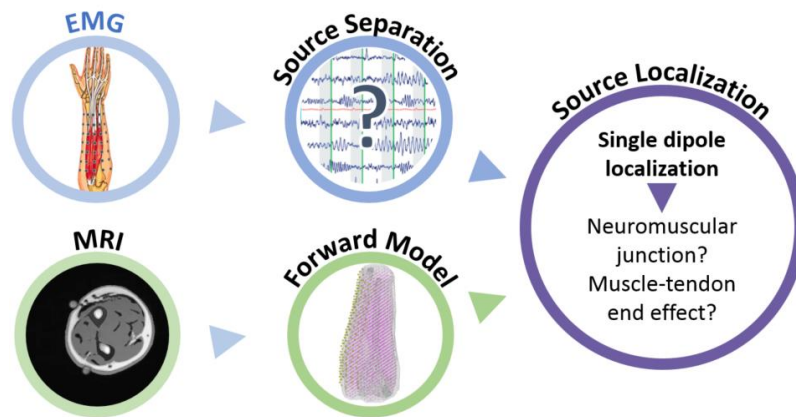 EMG
Source Separation
?
Source Localization
Single dipole
localization
Neuromuscular
junction?
Muscle-tendon
end effect?
MRI
Forward Model